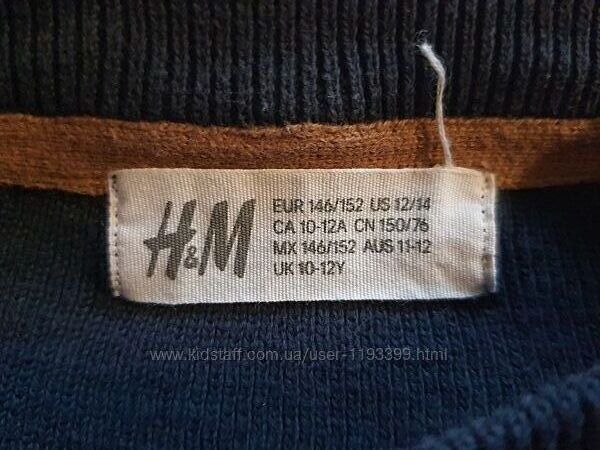 H&M
EUR 146/152 US 12/14
CA 10-12A CN 150/76
MX 146/152 AUS 11-12
UK 10-12Y
www.kidstaff.com.ua/user-1193399.html